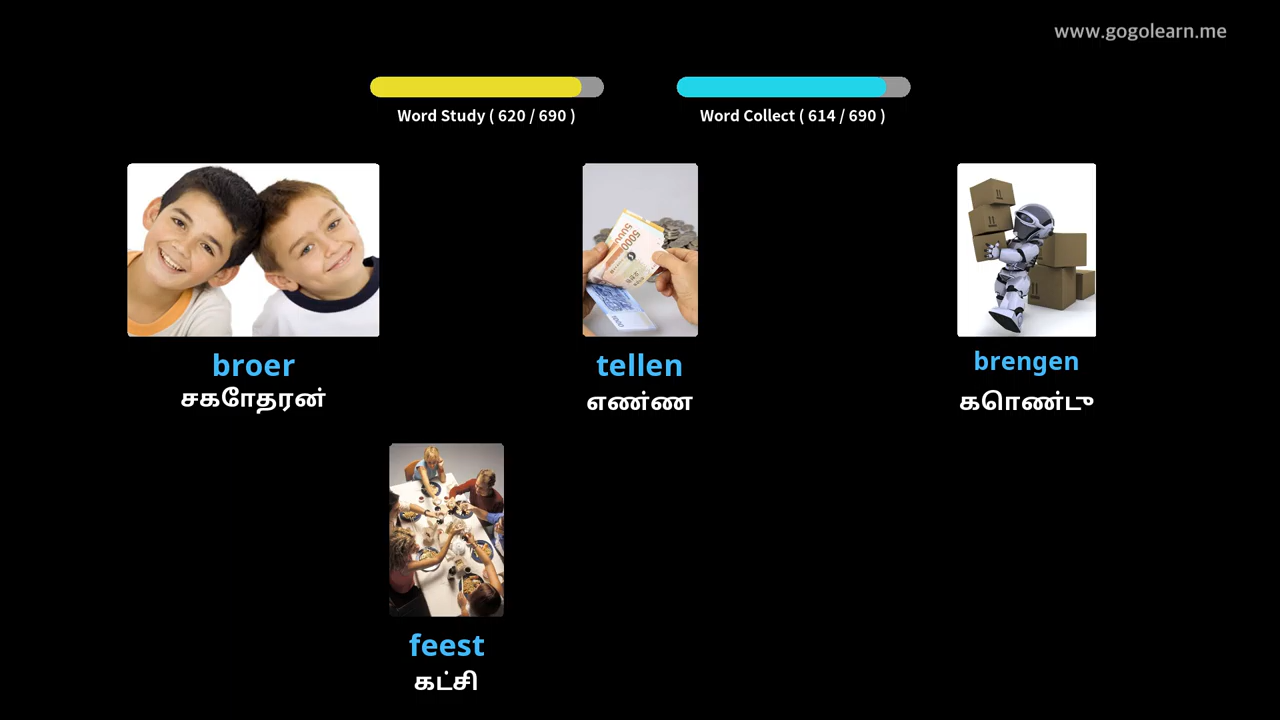 www.gogolearn.me
Word Study ( 620 / 690 )
Word Collect ( 614 / 690 )
broer
சகோதரன்
tellen
எண்ண
brengen
கொண்டு
feest
கட்சி